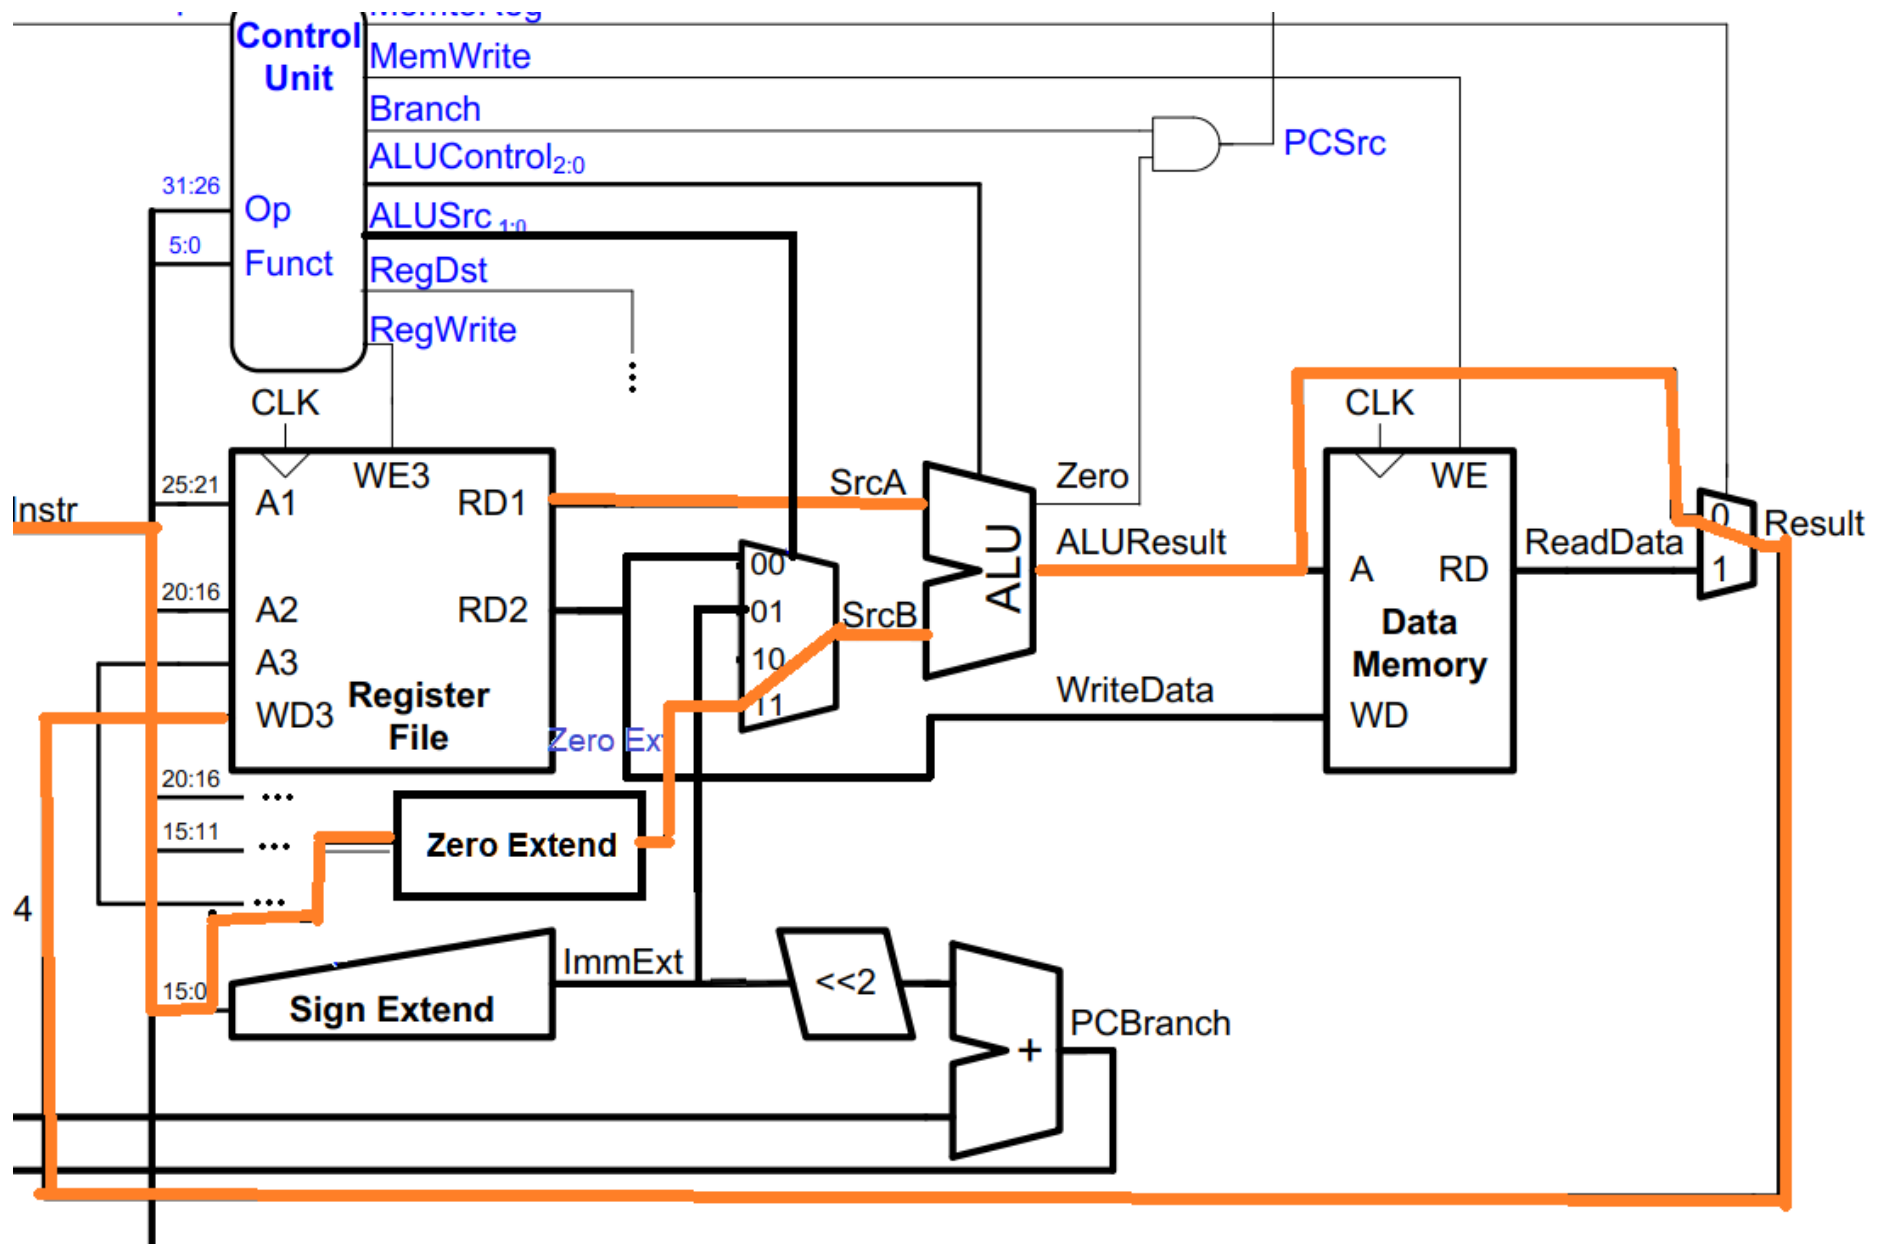 MemtoReg
Control
Unit
MemWrite
Branch
ALUControl2:0
PCSrc
31:26
Op
ALUSrc 1:0
5:0
Funct
RegDst
RegWrite
CLK
CLK
25:21
A1
WE3
RD1
SrcA
Zero
WE
Instr
0
Result
00
ALU
ALUResult
ReadData
A
RD
1
20:16
A2
RD2
01
SrcB
Data
Memory
A3
10
WriteData
WD3
Register
File
11
WD
Zero Ex
20:16
...
15:11
...
Zero Extend
4
...
ImmExt
<<2
15:0
Sign Extend
PCBranch
+